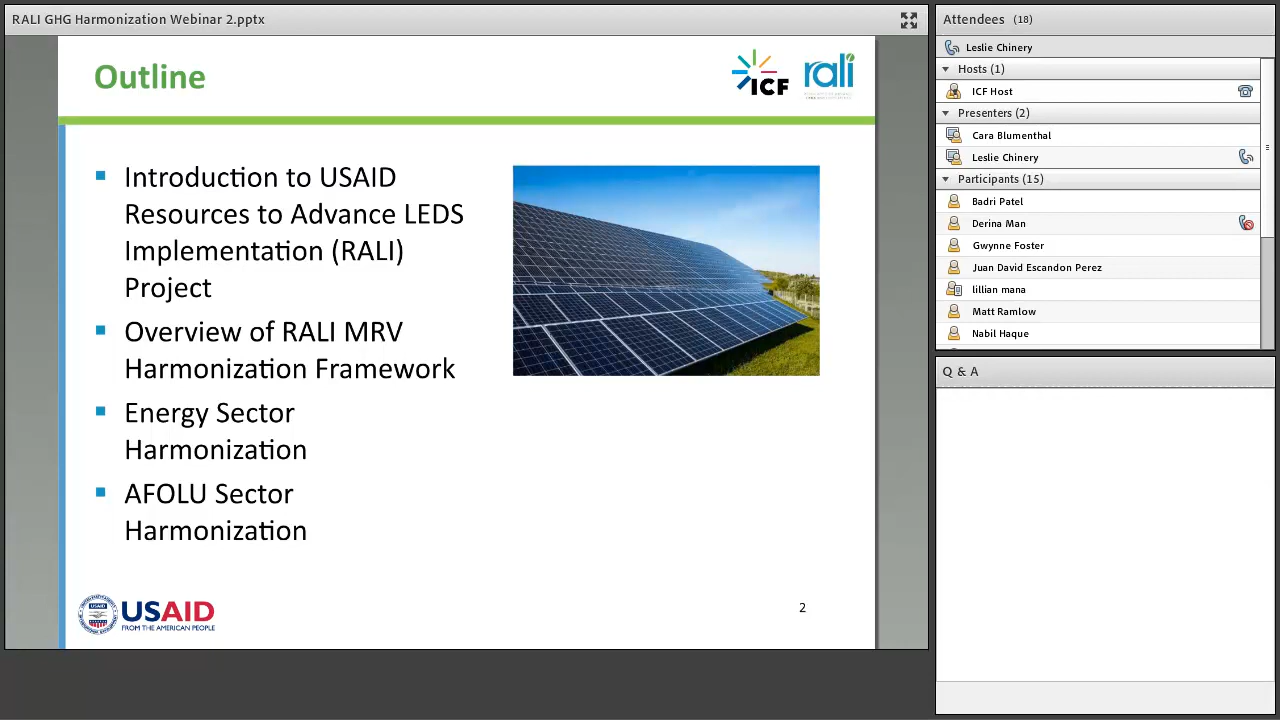 RALI GHG Harmonization Webinar 2.pptx
Outline
ICF
rali
Introduction to USAID
Resources to Advance LEDS
Implementation (RALI)
Project
Overview of RALI MRV
Harmonization Framework
Energy Sector
Harmonization
AFOLU Sector
Harmonization
USAID
FROM THE AMERICAN PEOPLE
2
Attendees (18)
Leslie Chinery
Hosts (1)
ICF Host
Presenters (2)
Cara Blumenthal
Leslie Chinery
Participants (15)
Badri Patel
Derina Man
Gwynne Foster
Juan David Escandon Perez
lillian mana
Matt Ramlow
Nabil Haque
Q & A